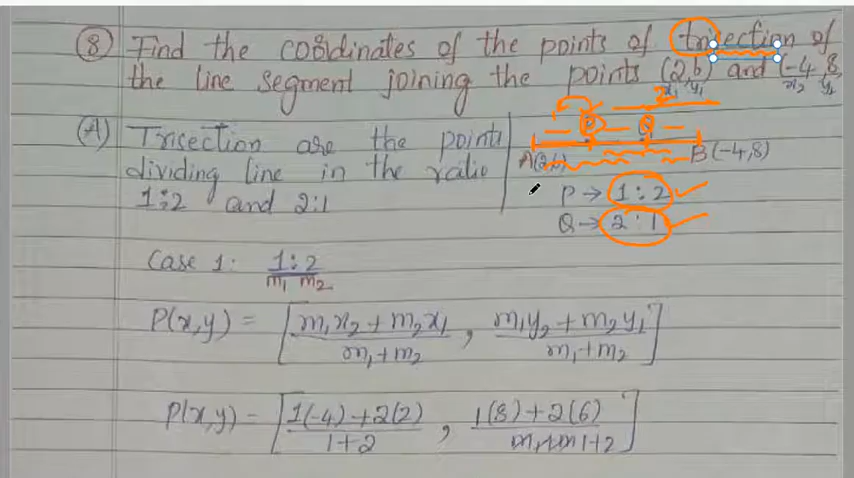 ⑧ Find the coordinates of the points of trisection of
the line segment joining the points (2,6) and (-4,8
x1 y1 x2 y2
(A) Trisection are the points
dividing line in the ratio
1:2 and 2:1
2
P Q
A(2,6) B(-4,8)
P → 1:2
Q → 2:1
Case 1: 1:2
m1 m2
P(x,y) = [m1x2+m2x1/m1+m2, m1y2+m2y1/m1+m2]
P(x,y) = [1(-4)+2(2)/1+2, 1(8)+2(6)/1+2]